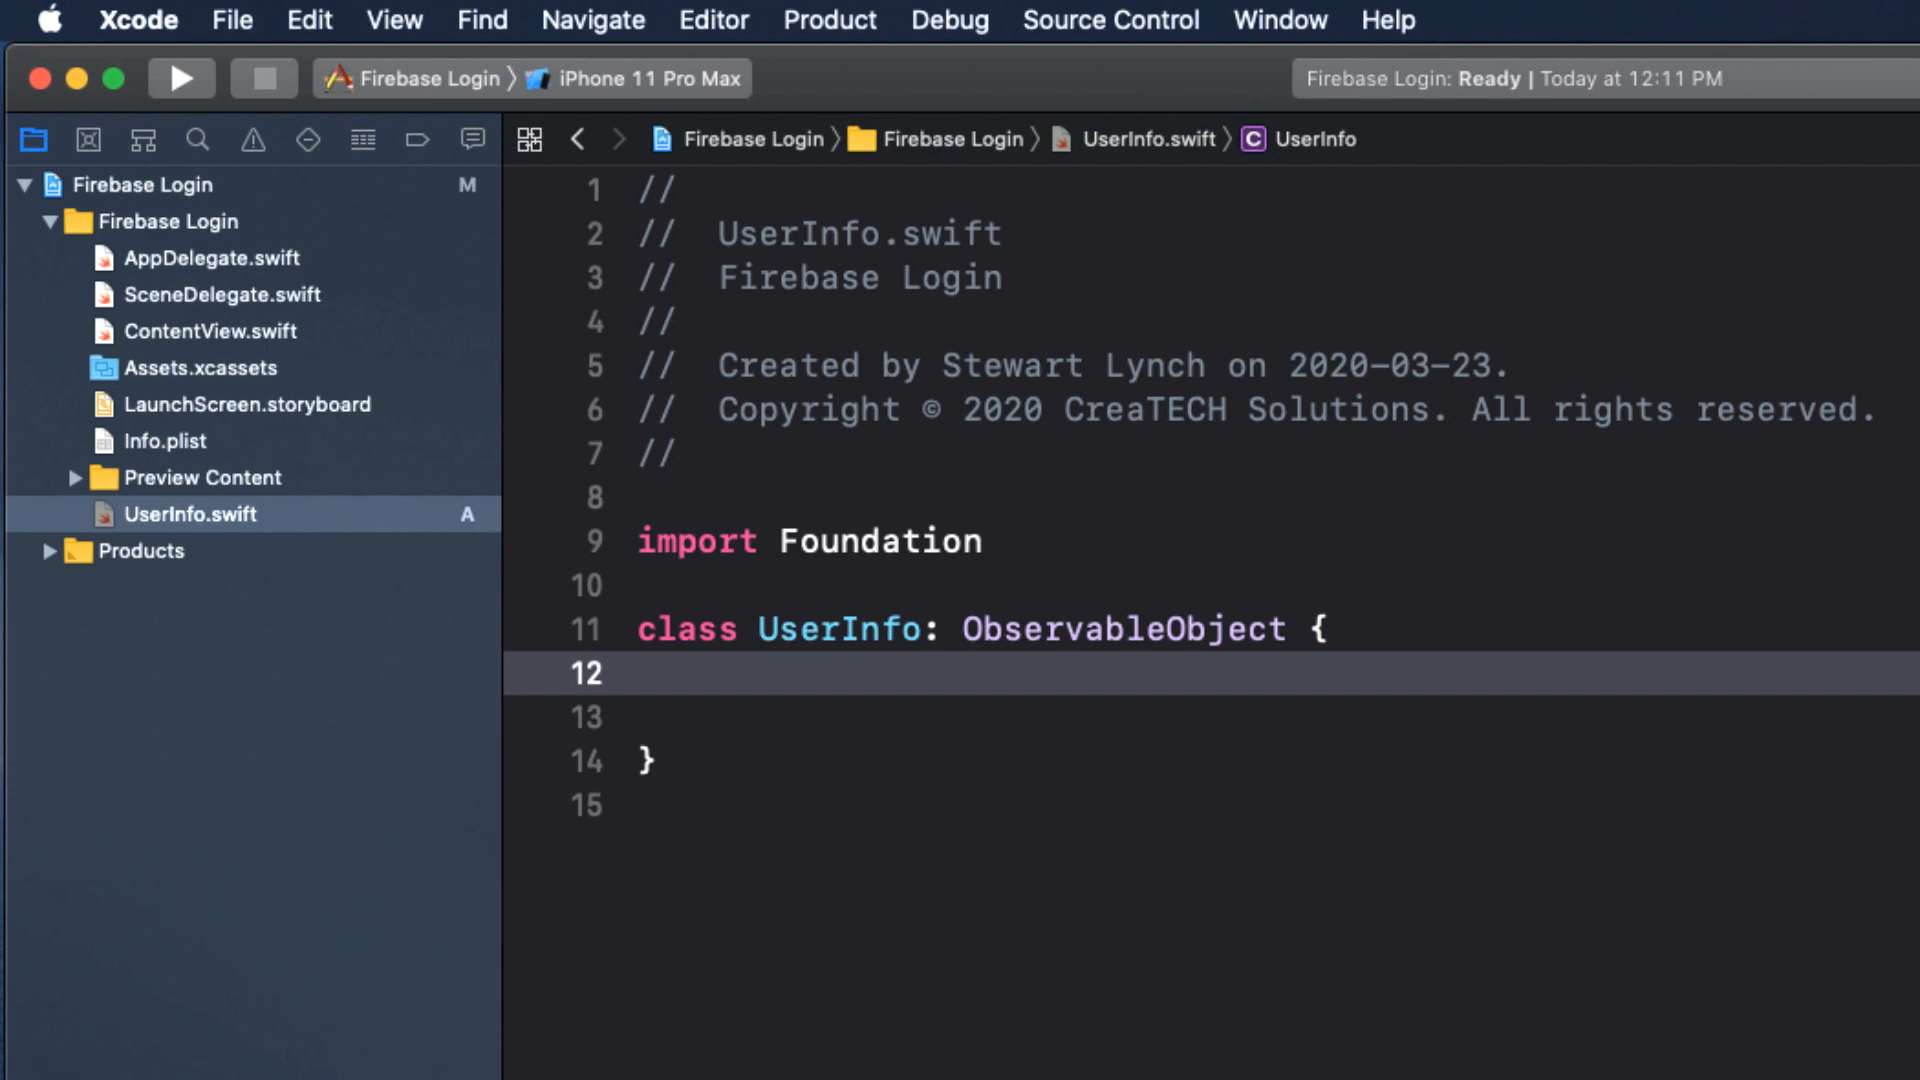 Xcode File Edit View Find Navigate Editor Product Debug Source Control Window Help
Firebase Login 〉 iPhone 11 Pro Max
Firebase Login: Ready | Today at 12:11 PM
Firebase Login 〉 Firebase Login 〉 UserInfo.swift 〉 C UserInfo
Firebase Login M
Firebase Login
AppDelegate.swift
SceneDelegate.swift
ContentView.swift
Assets.xcassets
LaunchScreen.storyboard
Info.plist
Preview Content
UserInfo.swift A
Products
1 //
2 //  UserInfo.swift
3 //  Firebase Login
4 //
5 //  Created by Stewart Lynch on 2020-03-23.
6 //  Copyright © 2020 CreaTECH Solutions. All rights reserved.
7 //
8
9 import Foundation
10
11 class UserInfo: ObservableObject {
12
13
14 }
15